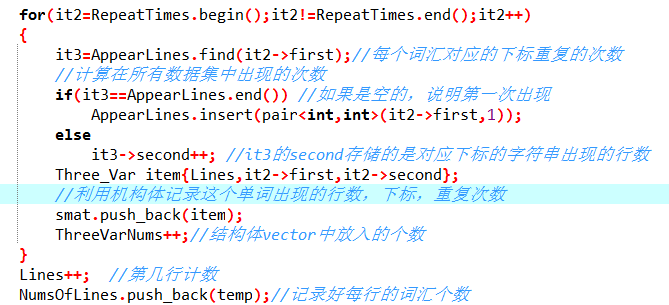 for(it2=RepeatTimes.begin();it2!=RepeatTimes.end();it2++)
{
it3=AppearLines.find(it2->first);//每个词汇对应的下标重复的次数
//计算在所有数据集中出现的次数
if(it3==AppearLines.end()) //如果是空的，说明第一次出现
AppearLines.insert(pair<int,int>(it2->first,1));
else
it3->second++; //it3的second存储的是对应下标的字符串出现的行数
Three_Var item{Lines,it2->first,it2->second};
//利用机构体记录这个单词出现的行数，下标，重复次数
smat.push_back(item);
ThreeVarNums++;//结构体vector中放入的个数
}
Lines++; //第几行计数
NumsOfLines.push_back(temp);//记录好每行的词汇个数